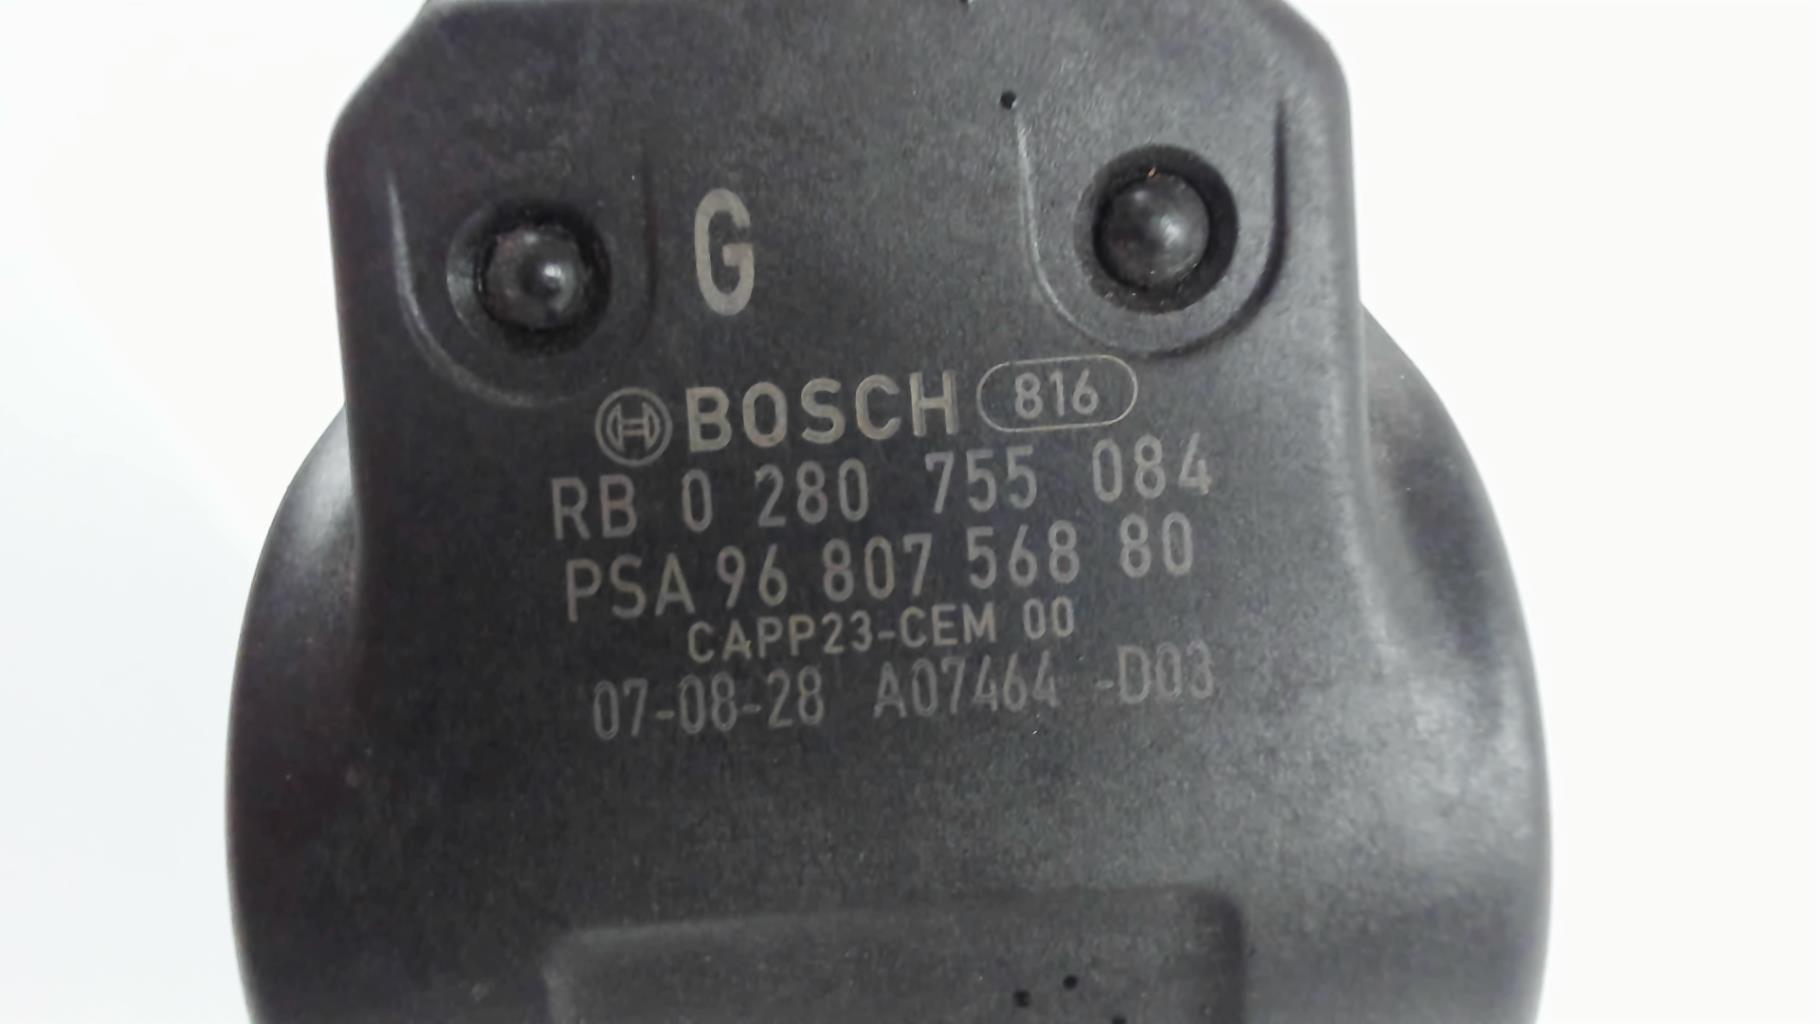 G
BOSCH 816
RB 0 280 755 084
PSA 96 807 568 80
CAPP23-CEM 00
07-08-28 A07464 -D03